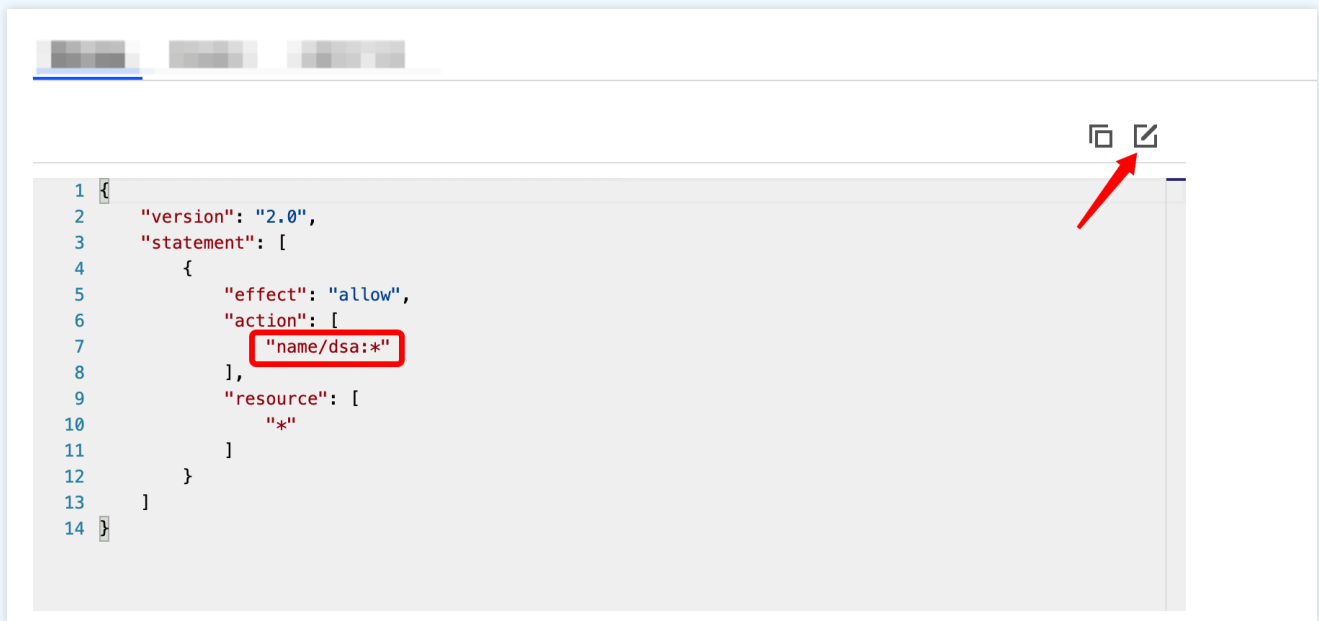 1 {
2     "version": "2.0",
3     "statement": [
4         {
5             "effect": "allow",
6             "action": [
7                 "name/dsa:*"
8             ],
9             "resource": [
10                 "*"
11             ]
12         }
13     ]
14 }